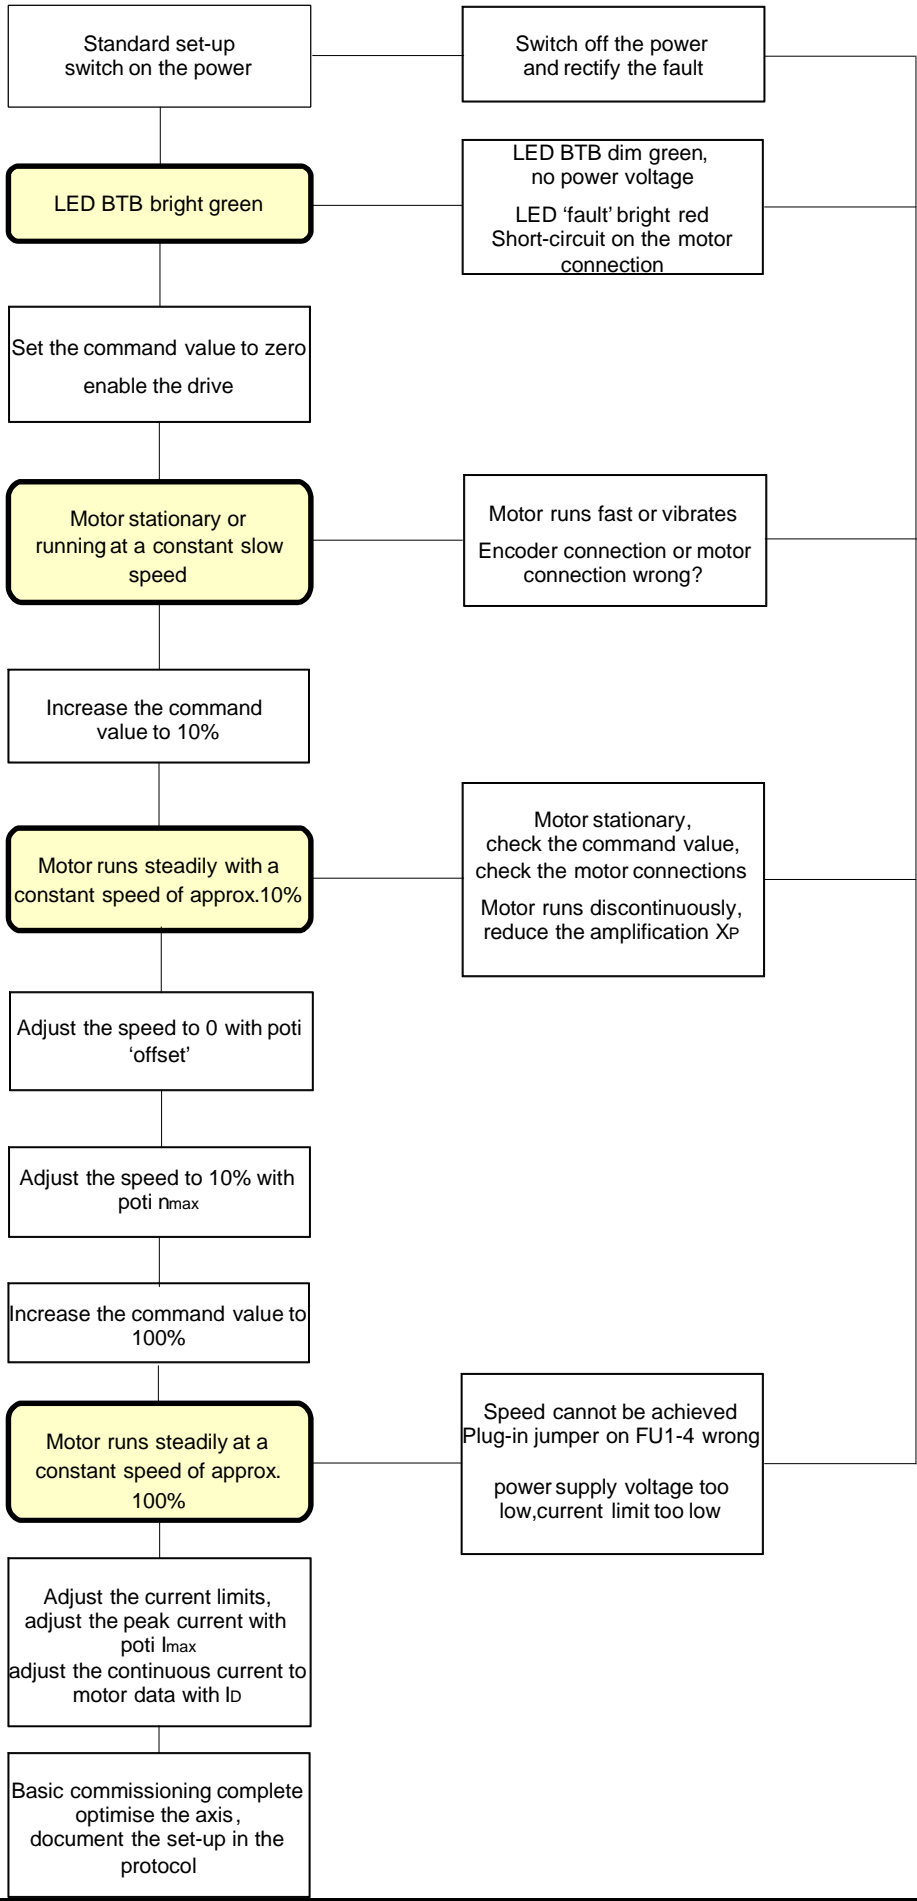 Standard set-up
switch on the power
Switch off the power
and rectify the fault
LED BTB bright green
LED BTB dim green,
no power voltage
LED ‘fault’ bright red
Short-circuit on the motor
connection
Set the command value to zero
enable the drive
Motor stationary or
running at a constant slow
speed
Motor runs fast or vibrates
Encoder connection or motor
connection wrong?
Increase the command
value to 10%
Motor runs steadily with a
constant speed of approx.10%
Motor stationary,
check the command value,
check the motor connections
Motor runs discontinuously,
reduce the amplification XP
Adjust the speed to 0 with poti
‘offset’
Adjust the speed to 10% with
poti nmax
Increase the command value to
100%
Motor runs steadily at a
constant speed of approx.
100%
Speed cannot be achieved
Plug-in jumper on FU1-4 wrong
power supply voltage too
low,current limit too low
Adjust the current limits,
adjust the peak current with
poti Imax
adjust the continuous current to
motor data with ID
Basic commissioning complete
optimise the axis,
document the set-up in the
protocol